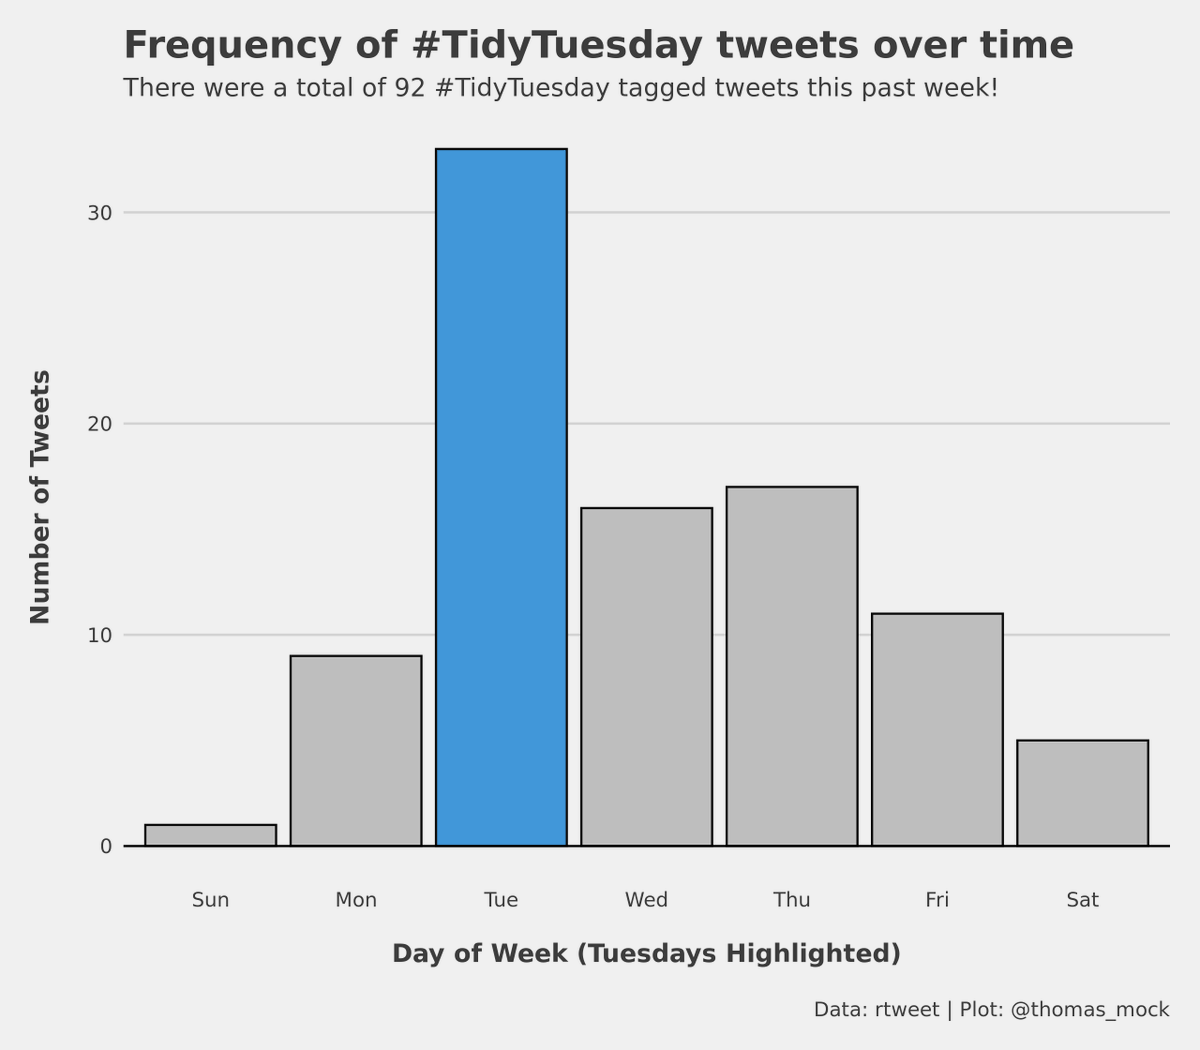 Frequency of #TidyTuesday tweets over time
There were a total of 92 #TidyTuesday tagged tweets this past week!
30
20
10
0
Number of Tweets
Sun Mon Tue Wed Thu Fri Sat
Day of Week (Tuesdays Highlighted)
Data: rtweet | Plot: @thomas_mock